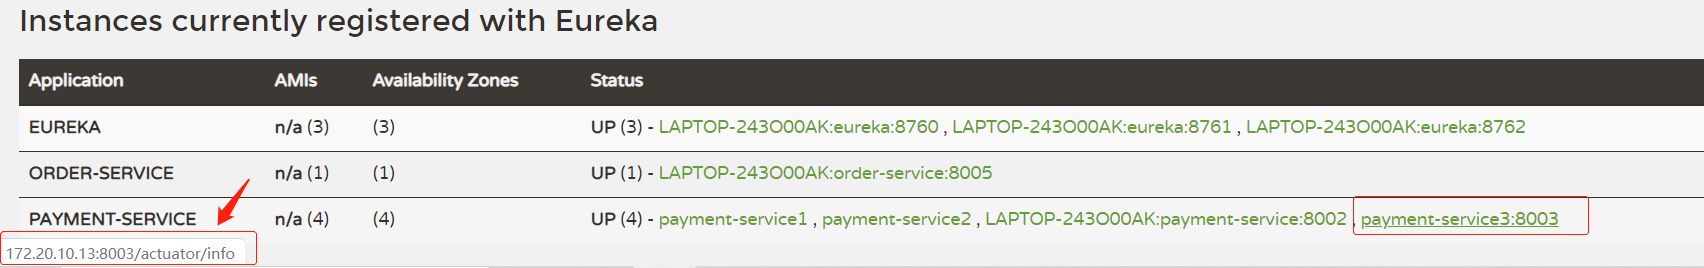 Instances currently registered with Eureka
Application AMIs Availability Zones Status
EUREKA n/a (3) (3) UP (3) - LAPTOP-243O00AK:eureka:8760 , LAPTOP-243O00AK:eureka:8761 , LAPTOP-243O00AK:eureka:8762
ORDER-SERVICE n/a (1) (1) UP (1) - LAPTOP-243O00AK:order-service:8005
PAYMENT-SERVICE n/a (4) (4) UP (4) - payment-service1 , payment-service2 , LAPTOP-243O00AK:payment-service:8002 , payment-service3:8003
172.20.10.13:8003/actuator/info